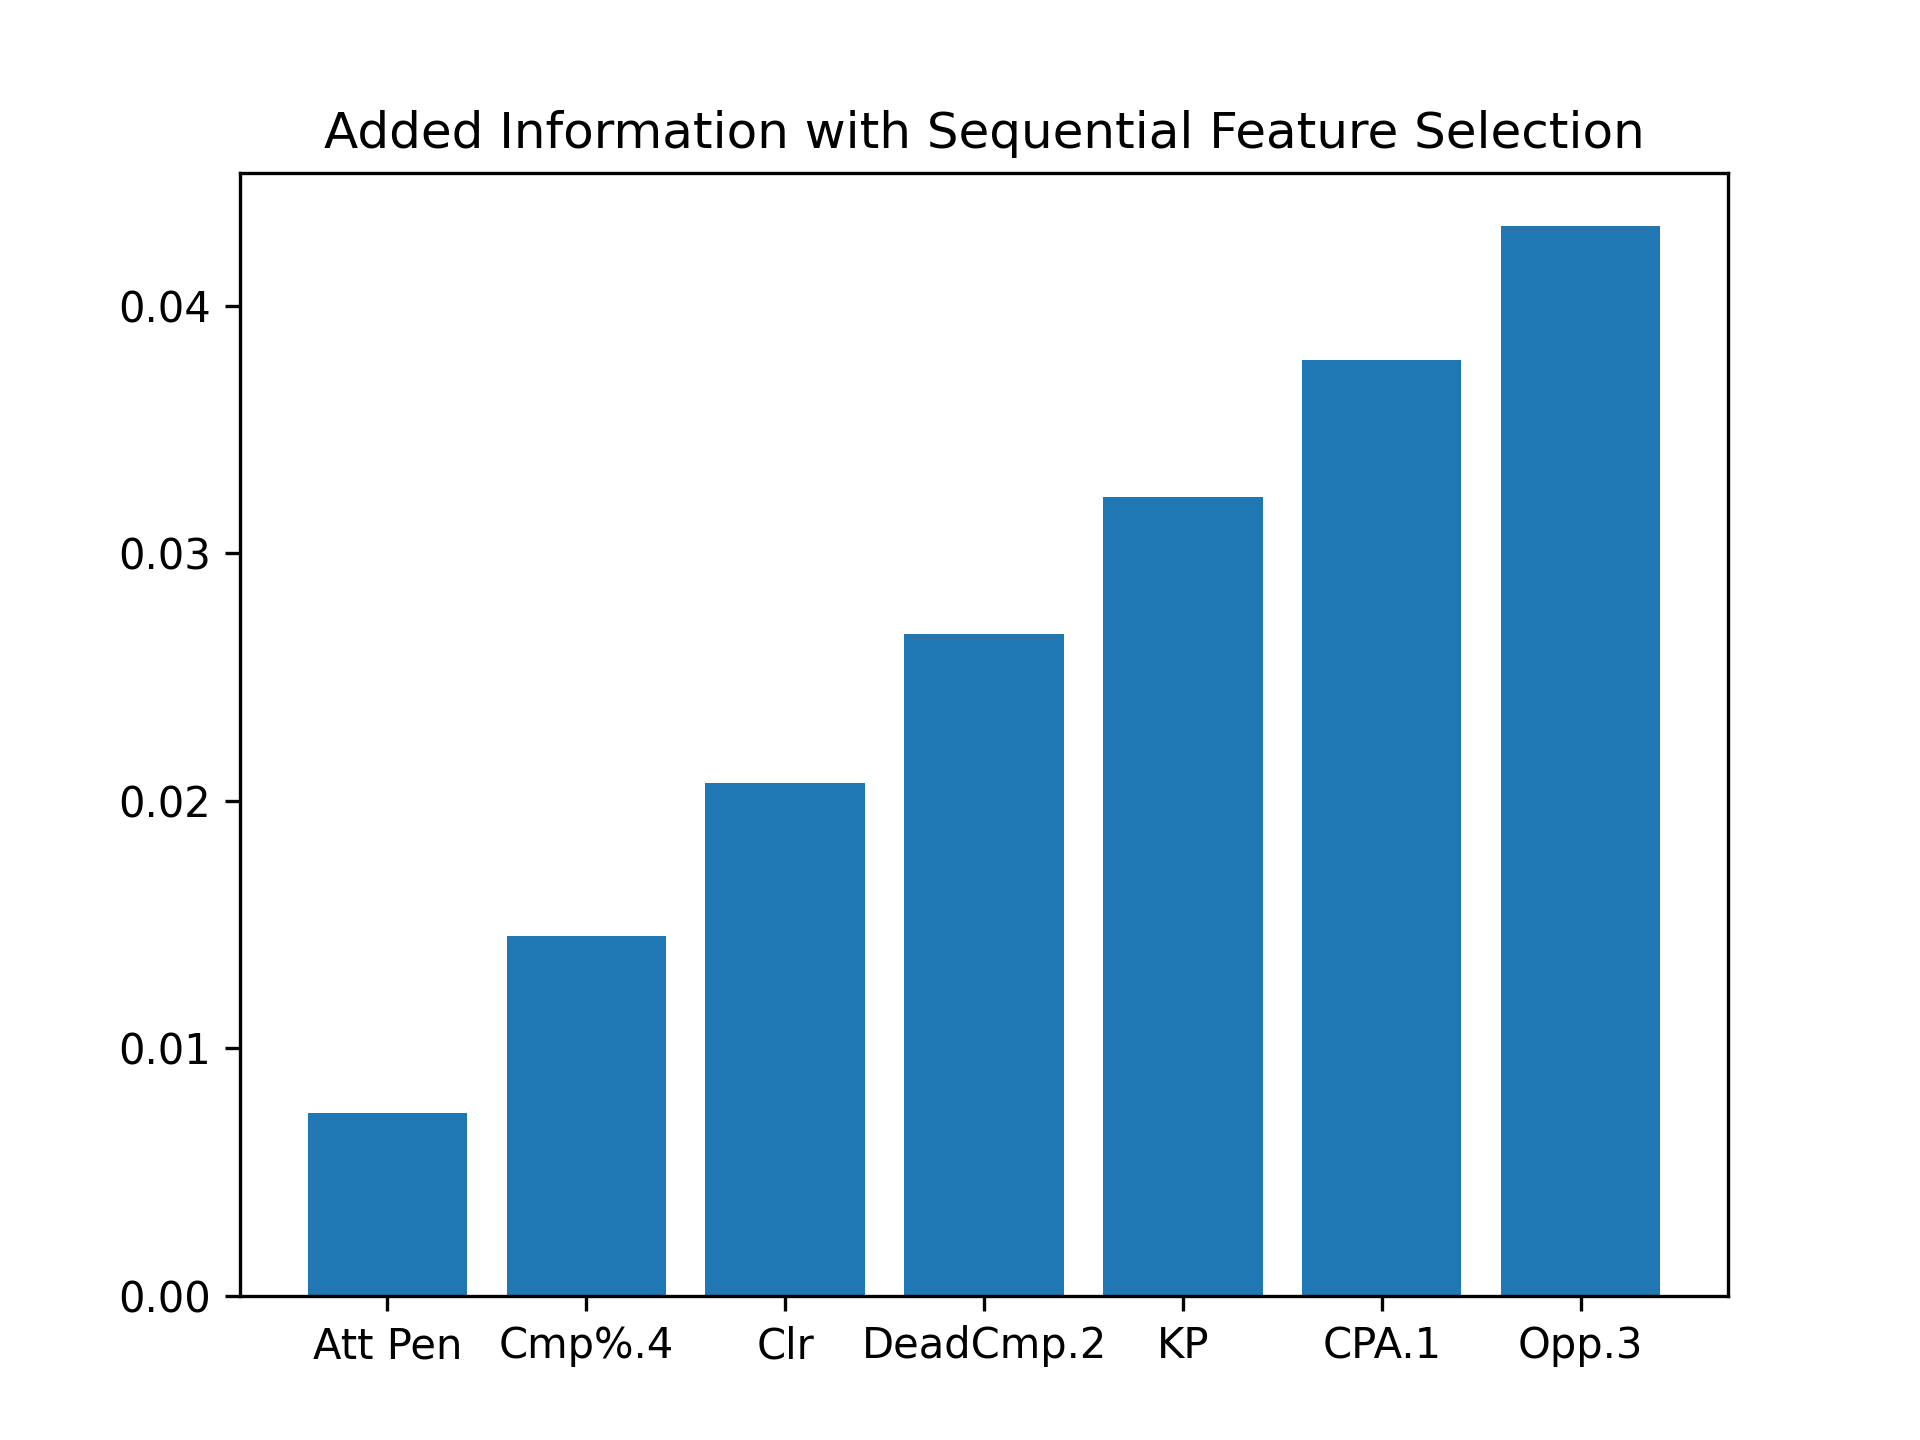 Added Information with Sequential Feature Selection
0.04
0.03
0.02
0.01
0.00
Att Pen Cmp%.4 Clr DeadCmp.2 KP CPA.1 Opp.3